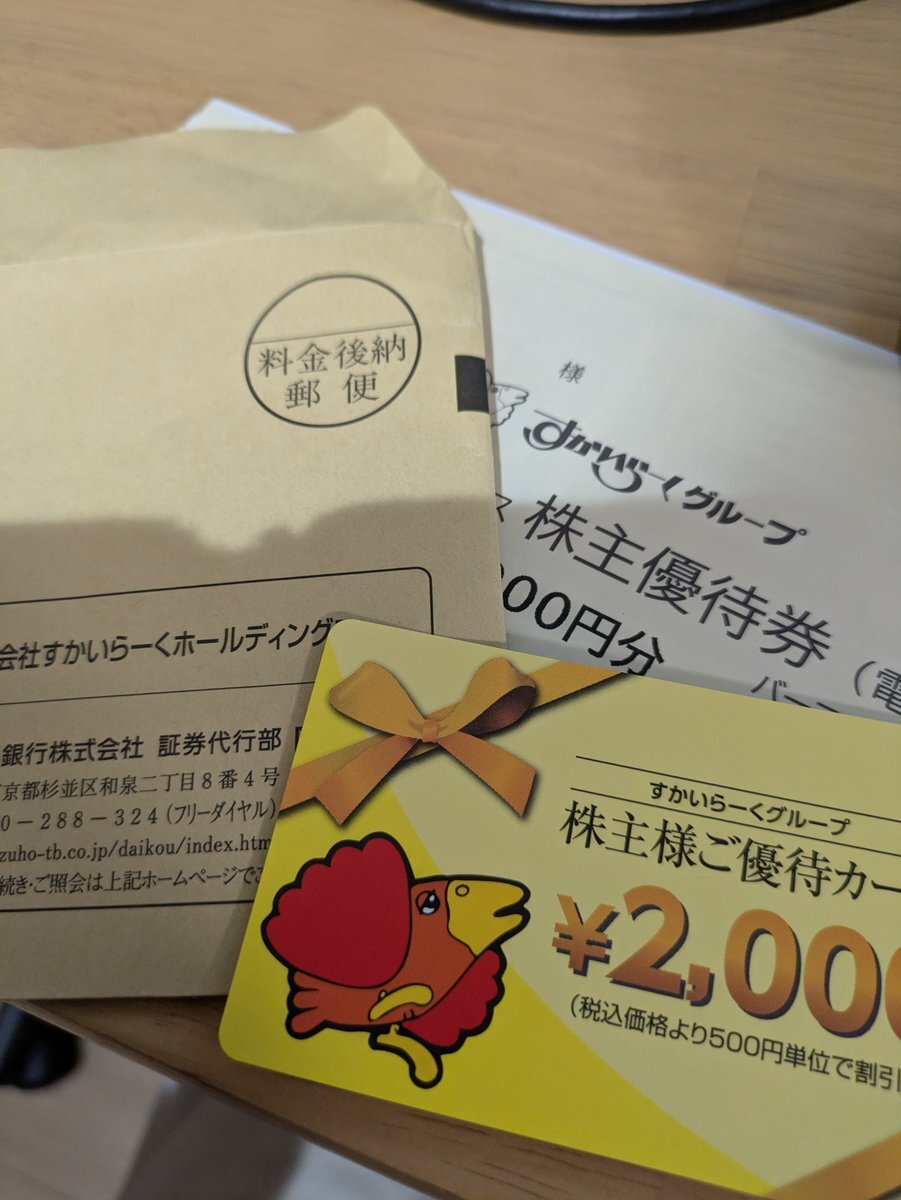 料金後納
郵便
様
すかいらーくグループ
株主優待券
00円分
会社すかいらーくホールディング
銀行株式会社 証券代行部
京都杉並区和泉二丁目8番4号
0-288-324(フリーダイヤル)
zuho-tb.co.jp/daikou/index.htm
続き・ご照会は上記ホームページで
すかいらーくグループ
株主様ご優待カー
¥2,000
(税込価格より500円単位で割引